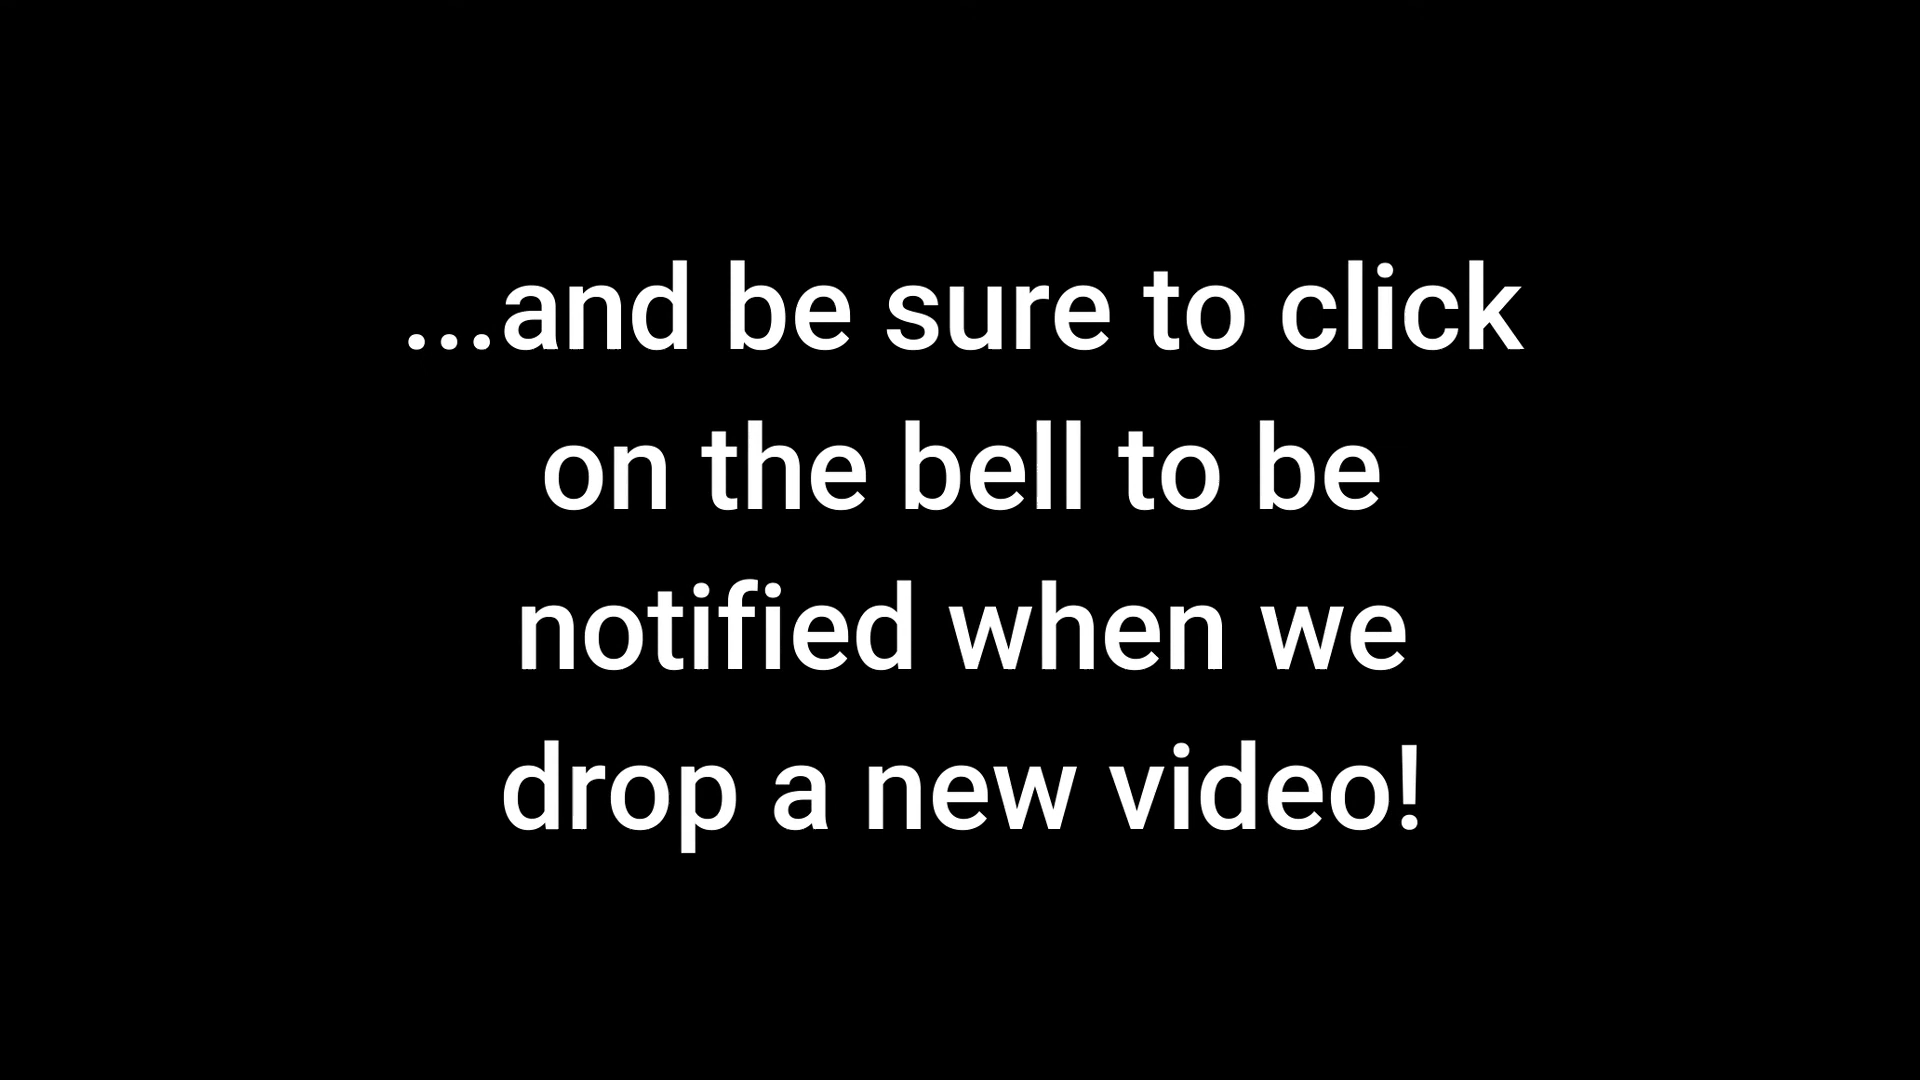 ...and be sure to click
on the bell to be
notified when we
drop a new video!